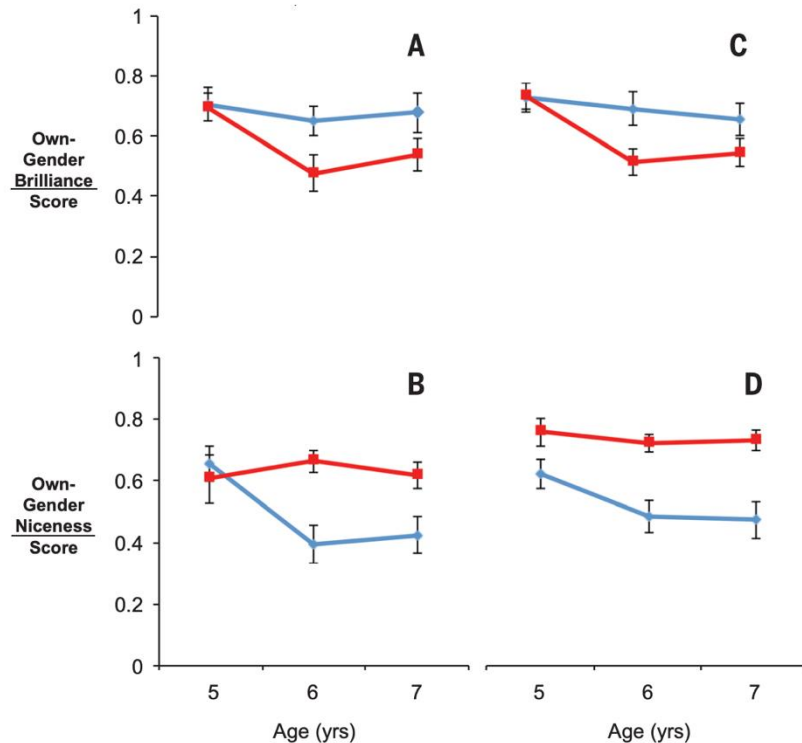 1
0.8
0.6
0.4
0.2
0
Own-
Gender
Brilliance
Score
A
C
1
0.8
0.6
0.4
0.2
0
Own-
Gender
Niceness
Score
B
D
5 6 7 5 6 7
Age (yrs) Age (yrs)